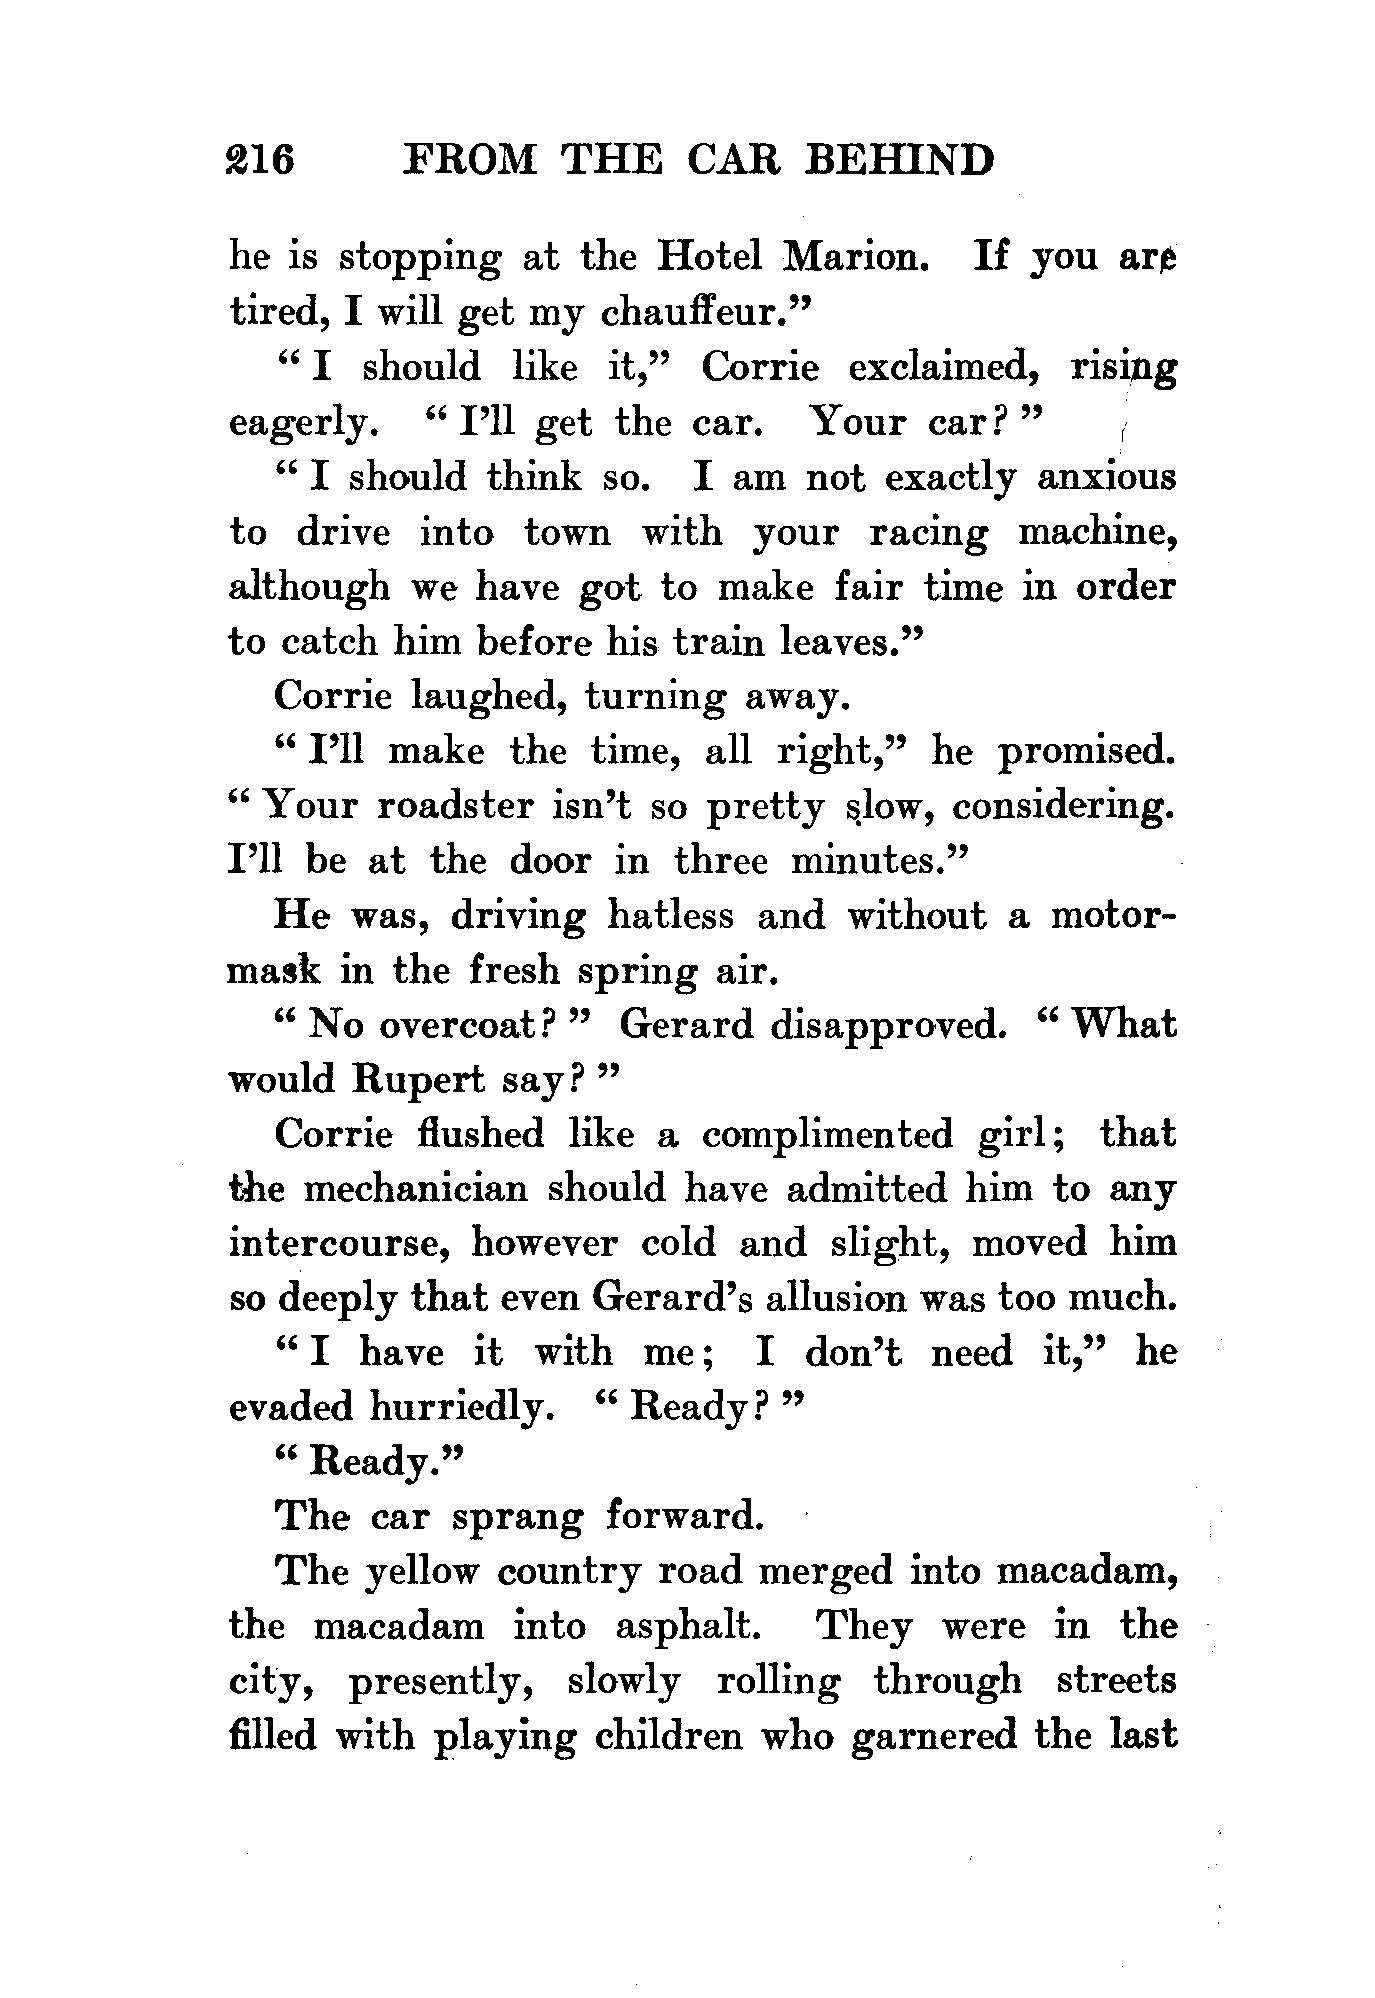 216 FROM THE CAR BEHIND
he is stopping at the Hotel Marion. If you are
tired, I will get my chauffeur."
" I should like it," Corrie exclaimed, rising
eagerly. " I'll get the car. Your car? "
" I should think so. I am not exactly anxious
to drive into town with your racing machine,
although we have got to make fair time in order
to catch him before his train leaves."
Corrie laughed, turning away.
" I'll make the time, all right," he promised.
" Your roadster isn't so pretty slow, considering.
I'll be at the door in three minutes."
He was, driving hatless and without a motor-
mask in the fresh spring air.
" No overcoat? " Gerard disapproved. " What
would Rupert say? "
Corrie flushed like a complimented girl; that
the mechanician should have admitted him to any
intercourse, however cold and slight, moved him
so deeply that even Gerard's allusion was too much.
" I have it with me; I don't need it," he
evaded hurriedly. " Ready? "
" Ready."
The car sprang forward.
The yellow country road merged into macadam,
the macadam into asphalt. They were in the
city, presently, slowly rolling through streets
filled with playing children who garnered the last